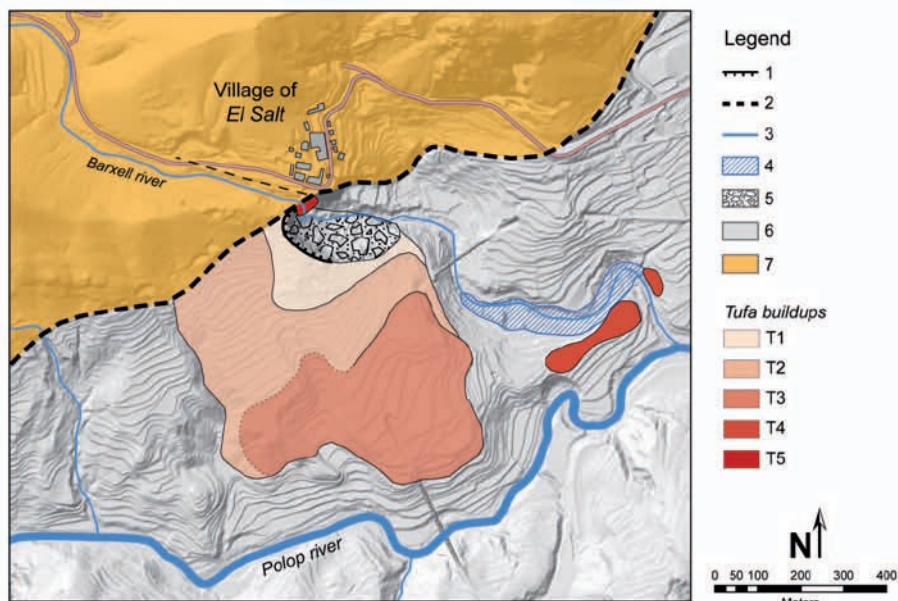 Village of
El Salt
Barxell river
Polop river
Legend
1
2
3
4
5
6
7
Tufa buildups
T1
T2
T3
T4
T5
N
0 50 100 200 300 400
Meters